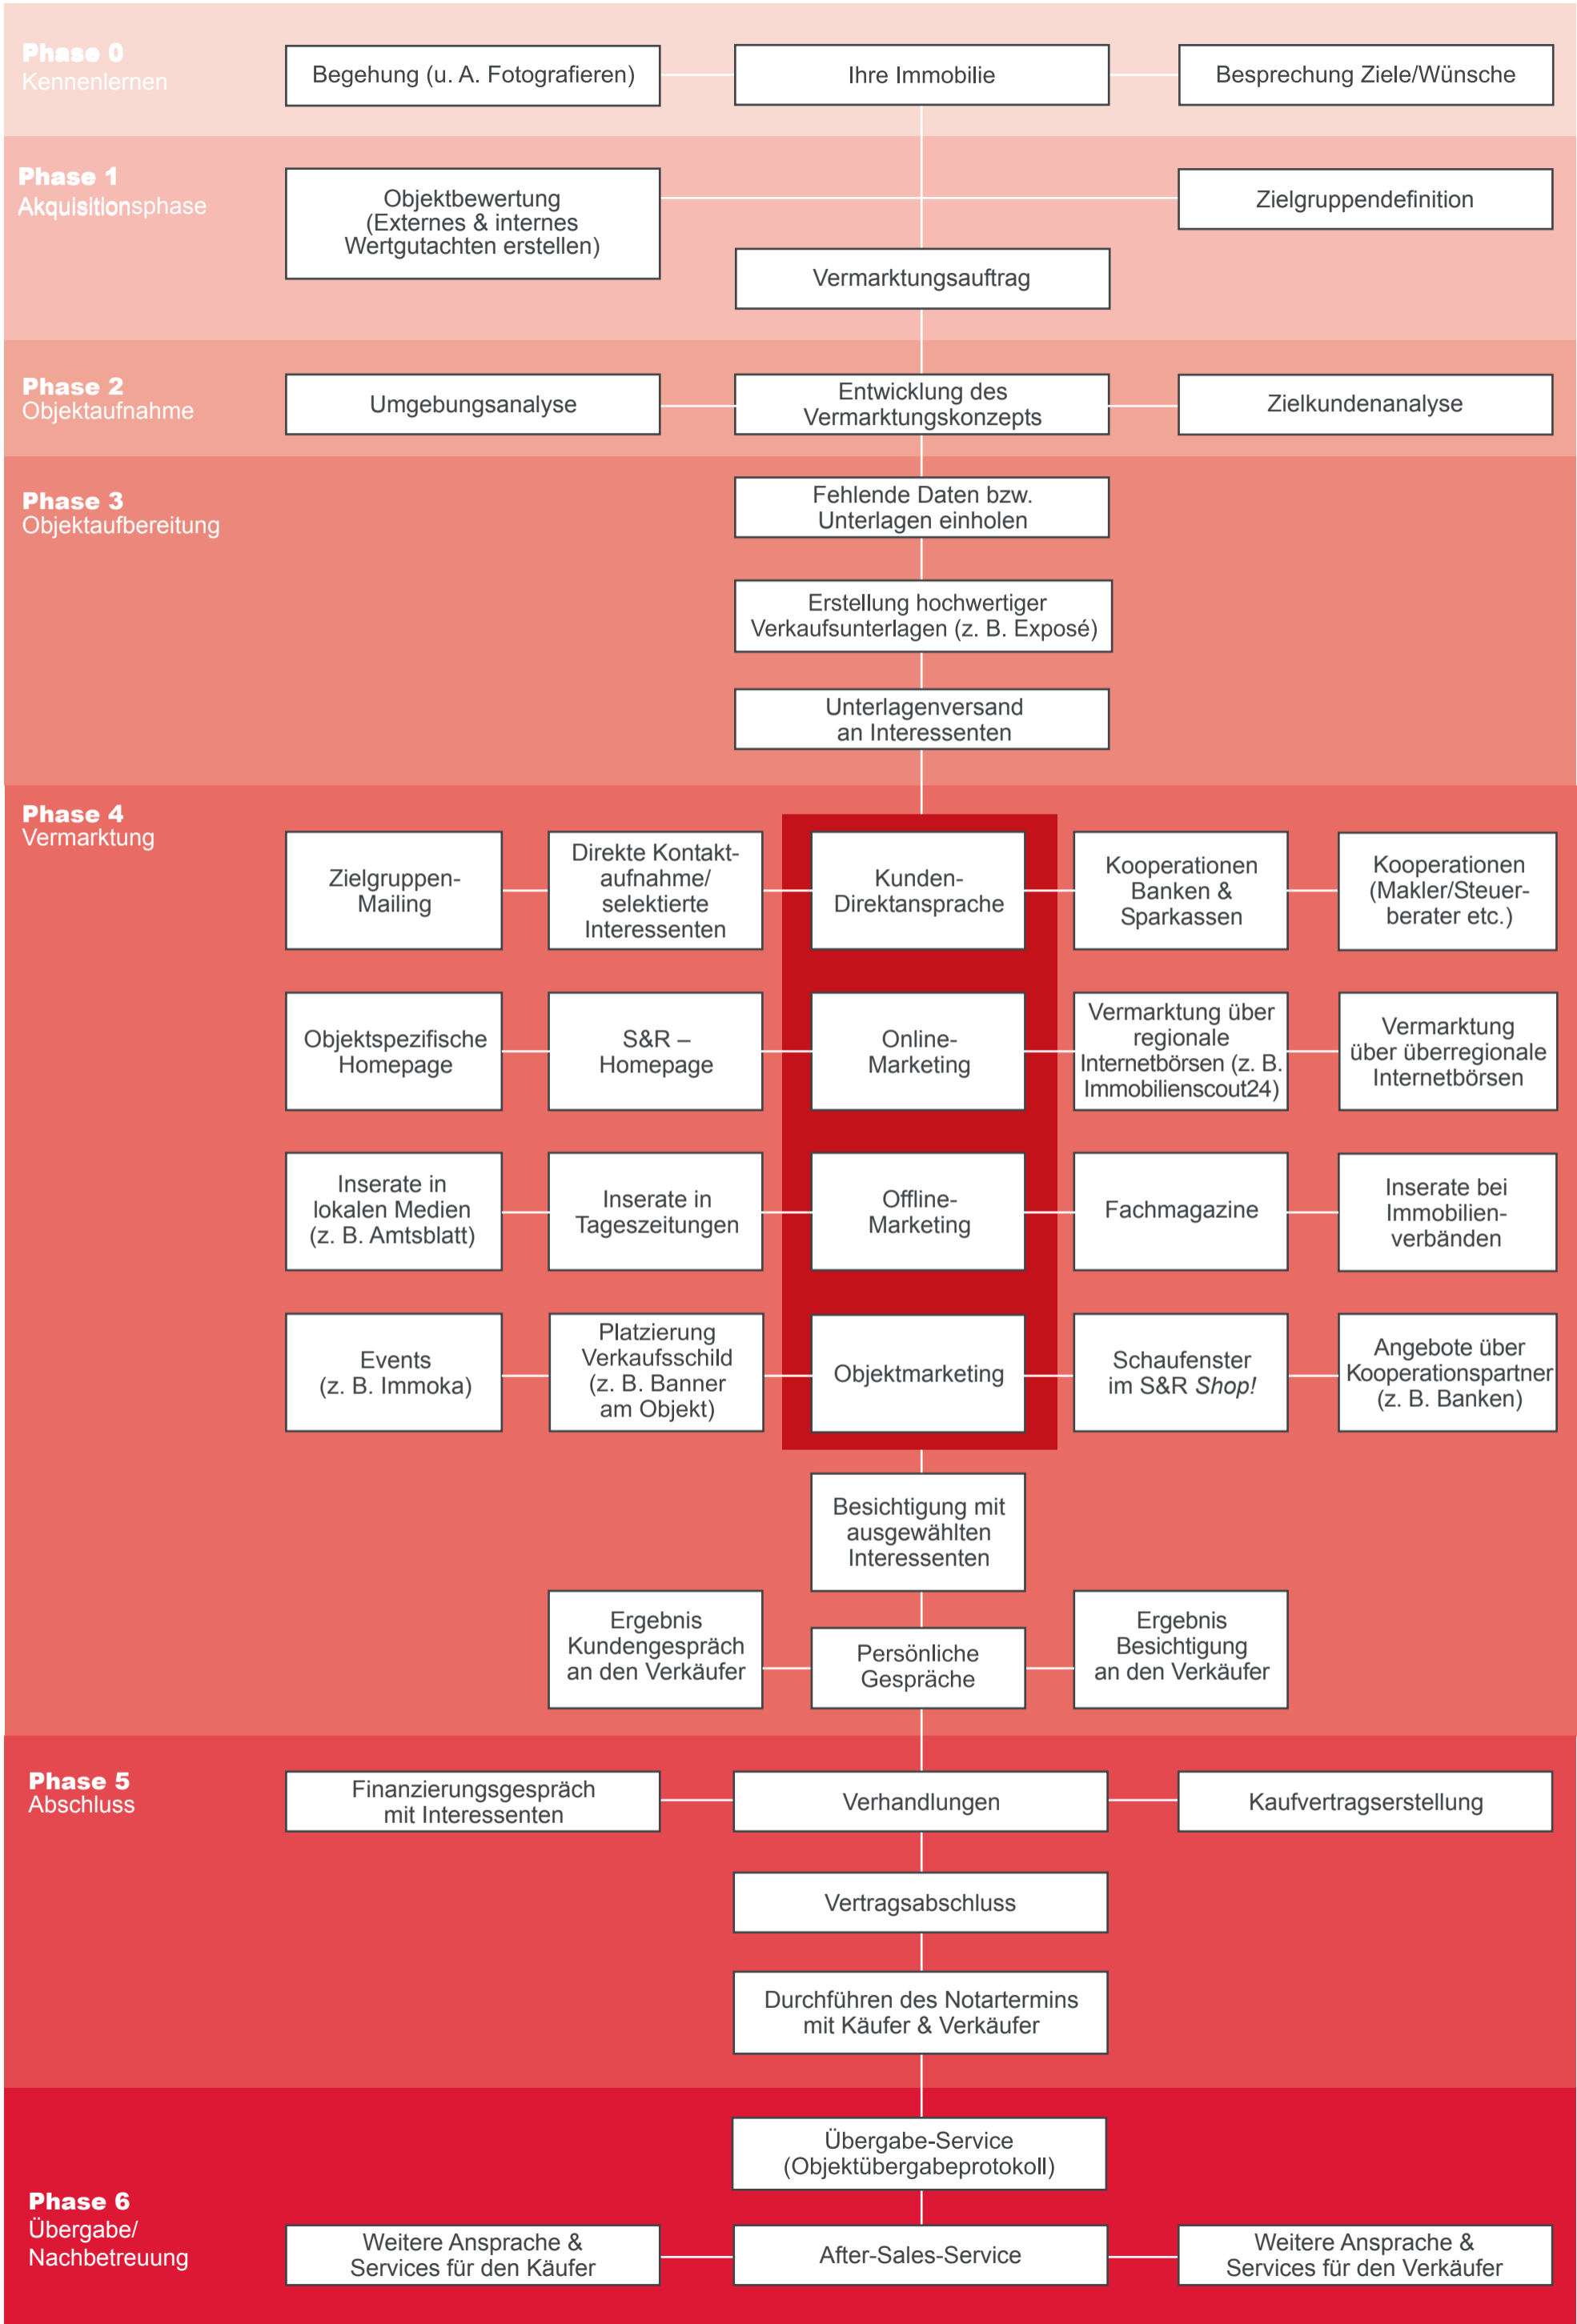 Phase 0
Kennenlernen
Begehung (u. A. Fotografieren)
Ihre Immobilie
Besprechung Ziele/Wünsche
Phase 1
Akquisitionsphase
Objektbewertung
(Externes & internes
Wertgutachten erstellen)
Zielgruppendefinition
Vermarktungsauftrag
Phase 2
Objektaufnahme
Umgebungsanalyse
Entwicklung des
Vermarktungskonzepts
Zielkundenanalyse
Phase 3
Objektaufbereitung
Fehlende Daten bzw.
Unterlagen einholen
Erstellung hochwertiger
Verkaufsunterlagen (z. B. Exposé)
Unterlagenversand
an Interessenten
Phase 4
Vermarktung
Zielgruppen-
Mailing
Direkte Kontakt-
aufnahme/
selektierte
Interessenten
Kunden-
Direktansprache
Kooperationen
Banken &
Sparkassen
Kooperationen
(Makler/Steuer-
berater etc.)
Objektspezifische
Homepage
S&R –
Homepage
Online-
Marketing
Vermarktung über
regionale
Internetbörsen (z. B.
Immobilienscout24)
Vermarktung
über überregionale
Internetbörsen
Inserate in
lokalen Medien
(z. B. Amtsblatt)
Inserate in
Tageszeitungen
Offline-
Marketing
Fachmagazine
Inserate bei
Immobilien-
verbänden
Events
(z. B. Immoka)
Platzierung
Verkaufsschild
(z. B. Banner
am Objekt)
Objektmarketing
Schaufenster
im S&R Shop!
Angebote über
Kooperationspartner
(z. B. Banken)
Besichtigung mit
ausgewählten
Interessenten
Ergebnis
Kundengespräch
an den Verkäufer
Persönliche
Gespräche
Ergebnis
Besichtigung
an den Verkäufer
Phase 5
Abschluss
Finanzierungsgespräch
mit Interessenten
Verhandlungen
Kaufvertragserstellung
Vertragsabschluss
Durchführen des Notartermins
mit Käufer & Verkäufer
Übergabe-Service
(Objektübergabeprotokoll)
Phase 6
Übergabe/
Nachbetreuung
Weitere Ansprache &
Services für den Käufer
After-Sales-Service
Weitere Ansprache &
Services für den Verkäufer